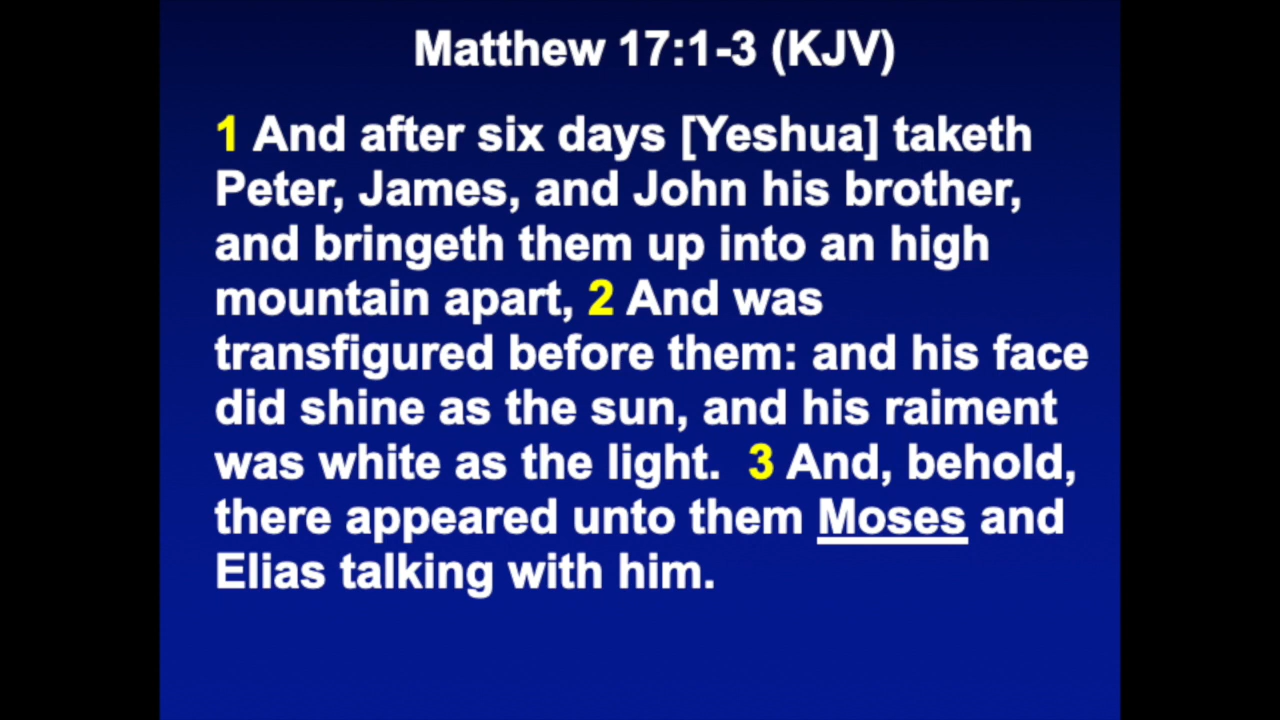 Matthew 17:1-3 (KJV)
1 And after six days [Yeshua] taketh
Peter, James, and John his brother,
and bringeth them up into an high
mountain apart, 2 And was
transfigured before them: and his face
did shine as the sun, and his raiment
was white as the light.  3 And, behold,
there appeared unto them Moses and
Elias talking with him.